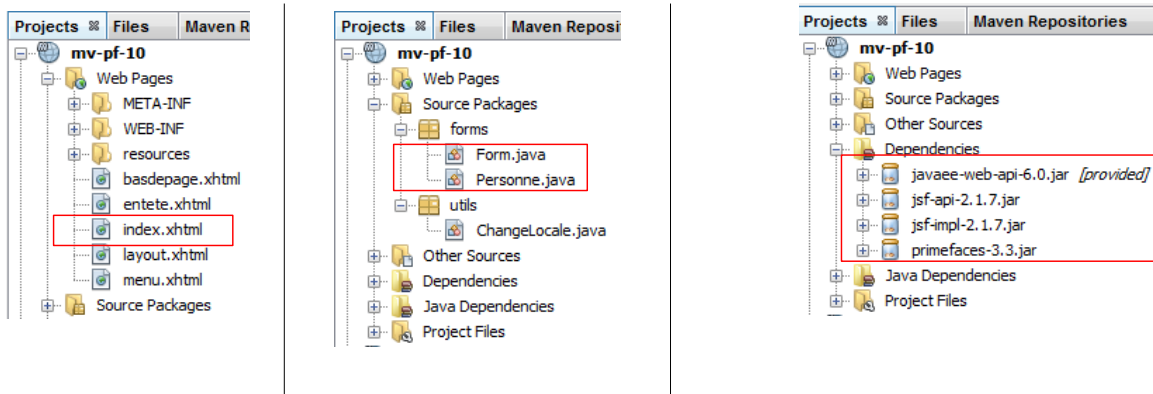 Projects Files Maven R
mv-pf-10
Web Pages
META-INF
WEB-INF
resources
basdepage.xhtml
entete.xhtml
index.xhtml
layout.xhtml
menu.xhtml
Source Packages
Projects Files Maven Reposi
mv-pf-10
Web Pages
Source Packages
forms
Form.java
Personne.java
utils
ChangeLocale.java
Other Sources
Dependencies
Java Dependencies
Project Files
Projects Files Maven Repositories
mv-pf-10
Web Pages
Source Packages
Other Sources
Dependencies
javaee-web-api-6.0.jar [provided]
jsf-api-2.1.7.jar
jsf-impl-2.1.7.jar
primefaces-3.3.jar
Java Dependencies
Project Files